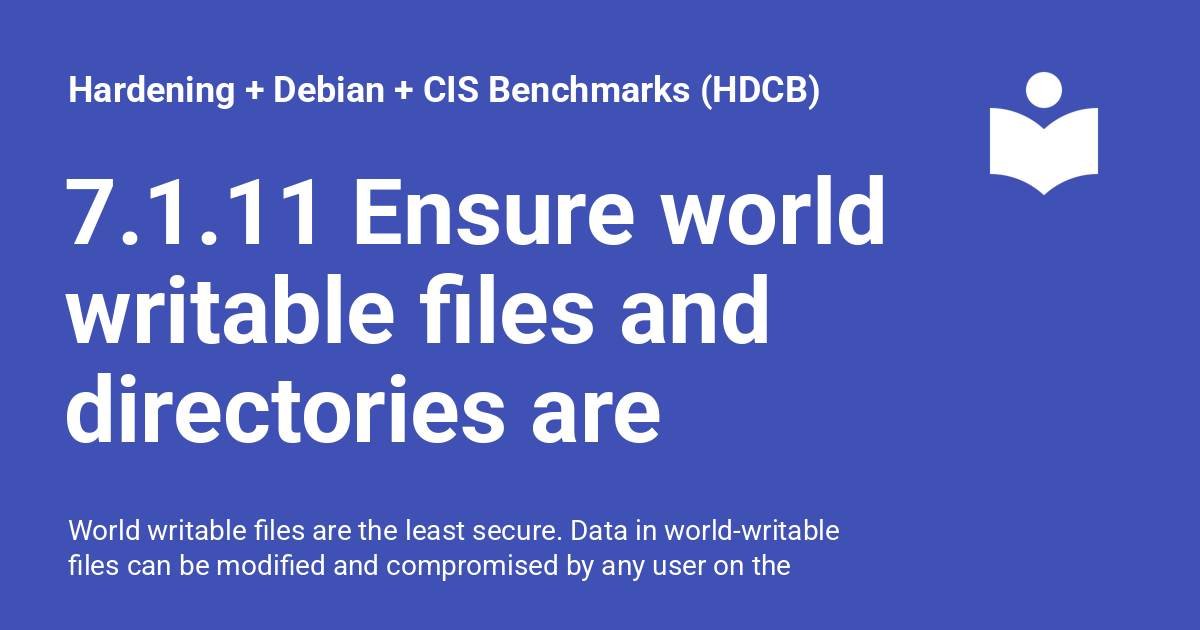 Hardening + Debian + CIS Benchmarks (HDCB)
7.1.11 Ensure world
writable files and
directories are
World writable files are the least secure. Data in world-writable
files can be modified and compromised by any user on the